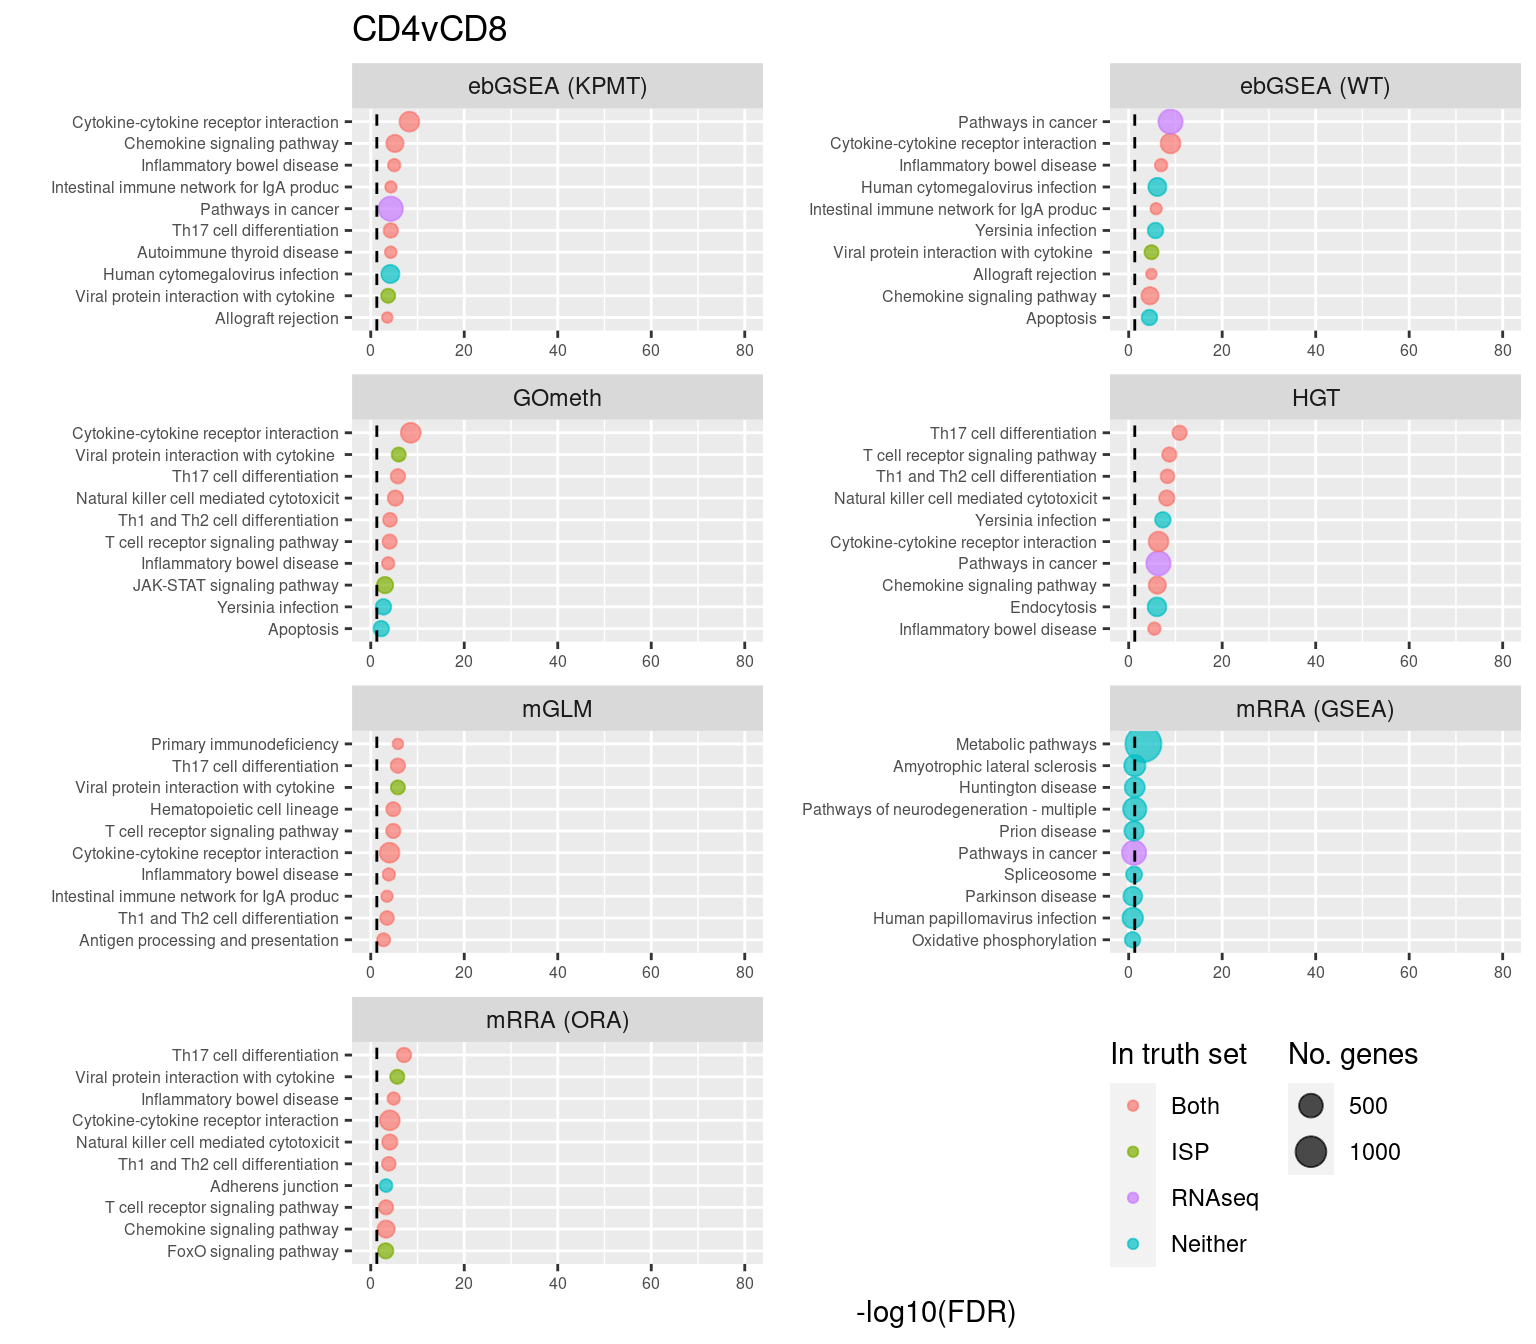 CD4vCD8
ebGSEA (KPMT)
Cytokine-cytokine receptor interaction
Chemokine signaling pathway
Inflammatory bowel disease
Intestinal immune network for IgA produc
Pathways in cancer
Th17 cell differentiation
Autoimmune thyroid disease
Human cytomegalovirus infection
Viral protein interaction with cytokine
Allograft rejection
0 20 40 60 80
ebGSEA (WT)
Pathways in cancer
Cytokine-cytokine receptor interaction
Inflammatory bowel disease
Human cytomegalovirus infection
Intestinal immune network for IgA produc
Yersinia infection
Viral protein interaction with cytokine
Allograft rejection
Chemokine signaling pathway
Apoptosis
0 20 40 60 80
GOmeth
Cytokine-cytokine receptor interaction
Viral protein interaction with cytokine
Th17 cell differentiation
Natural killer cell mediated cytotoxicit
Th1 and Th2 cell differentiation
T cell receptor signaling pathway
Inflammatory bowel disease
JAK-STAT signaling pathway
Yersinia infection
Apoptosis
0 20 40 60 80
HGT
Th17 cell differentiation
T cell receptor signaling pathway
Th1 and Th2 cell differentiation
Natural killer cell mediated cytotoxicit
Yersinia infection
Cytokine-cytokine receptor interaction
Pathways in cancer
Chemokine signaling pathway
Endocytosis
Inflammatory bowel disease
0 20 40 60 80
mGLM
Primary immunodeficiency
Th17 cell differentiation
Viral protein interaction with cytokine
Hematopoietic cell lineage
T cell receptor signaling pathway
Cytokine-cytokine receptor interaction
Inflammatory bowel disease
Intestinal immune network for IgA produc
Th1 and Th2 cell differentiation
Antigen processing and presentation
0 20 40 60 80
mRRA (GSEA)
Metabolic pathways
Amyotrophic lateral sclerosis
Huntington disease
Pathways of neurodegeneration - multiple
Prion disease
Pathways in cancer
Spliceosome
Parkinson disease
Human papillomavirus infection
Oxidative phosphorylation
0 20 40 60 80
mRRA (ORA)
Th17 cell differentiation
Viral protein interaction with cytokine
Inflammatory bowel disease
Cytokine-cytokine receptor interaction
Natural killer cell mediated cytotoxicit
Th1 and Th2 cell differentiation
Adherens junction
T cell receptor signaling pathway
Chemokine signaling pathway
FoxO signaling pathway
0 20 40 60 80
In truth set
Both
ISP
RNAseq
Neither
No. genes
500
1000
-log10(FDR)